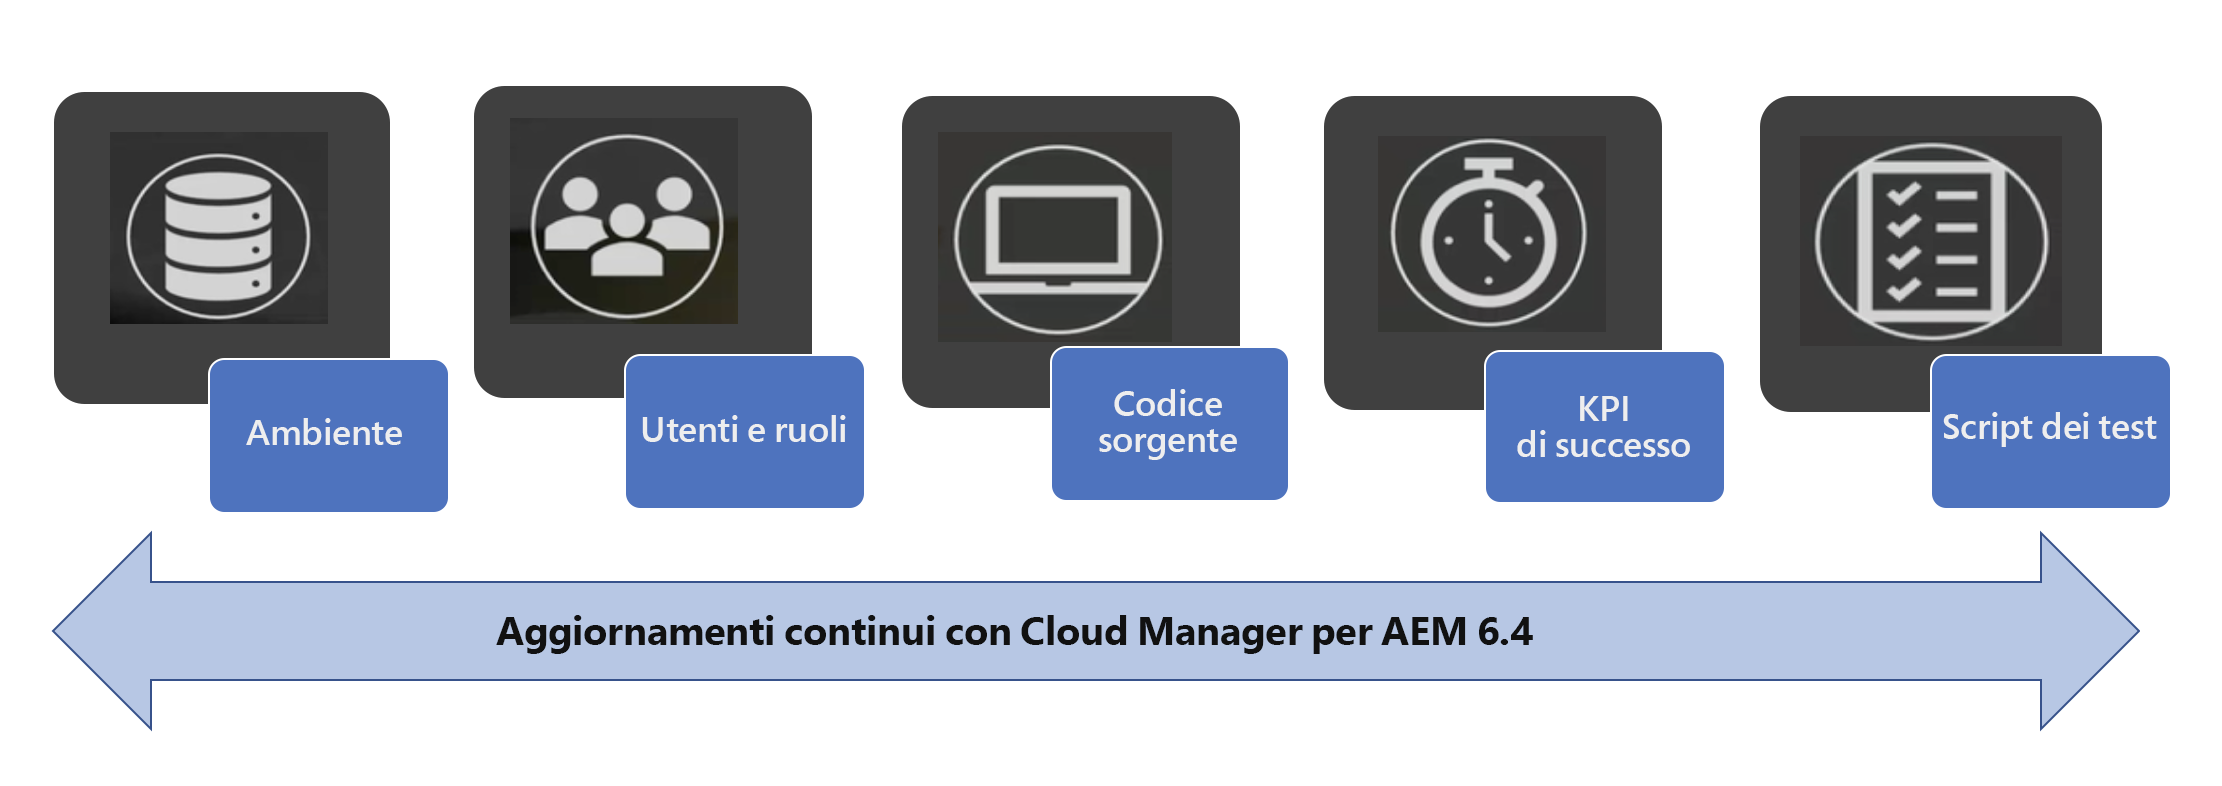 Ambiente
Utenti e ruoli
Codice
sorgente
KPI
di successo
Script dei test
Aggiornamenti continui con Cloud Manager per AEM 6.4